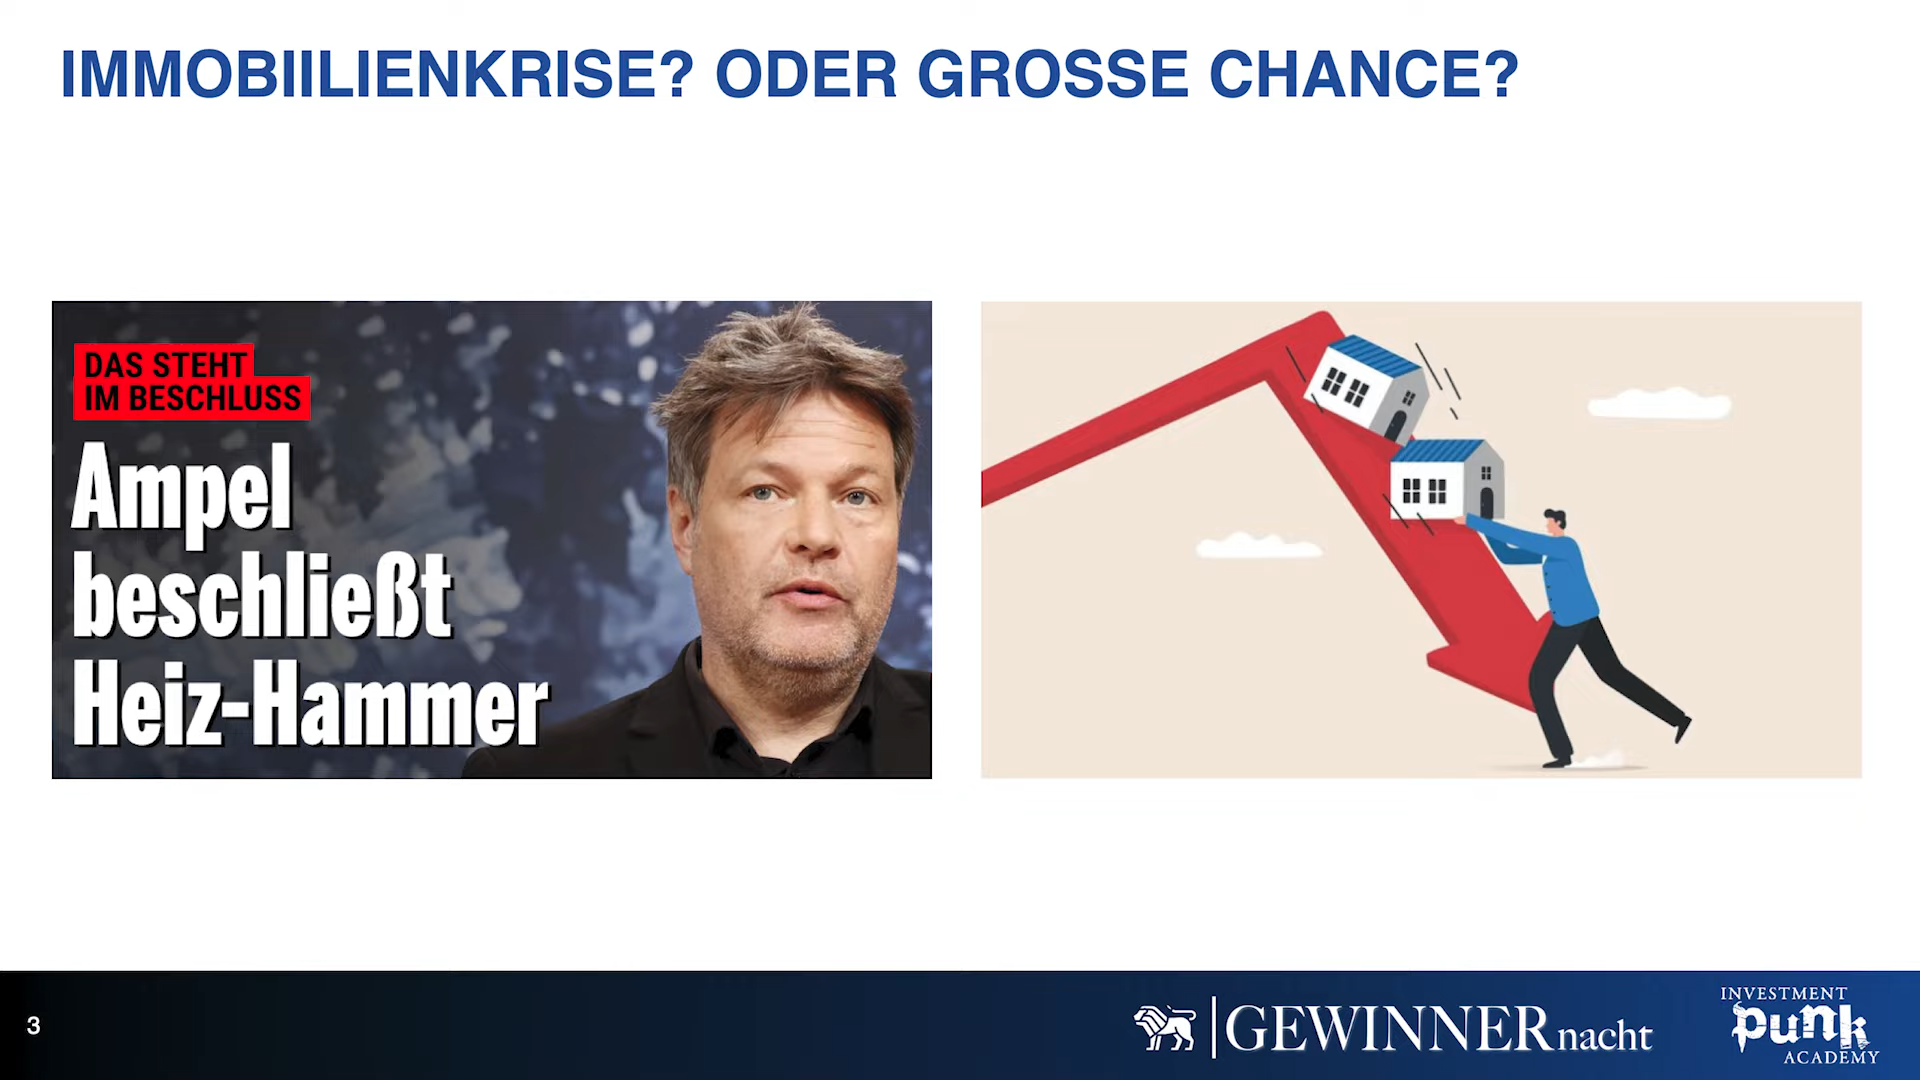 IMMOBIILIENKRISE? ODER GROSSE CHANCE?
DAS STEHT
IM BESCHLUSS
Ampel
beschließt
Heiz-Hammer
3
GEWINNERnacht
INVESTMENT
punk
ACADEMY